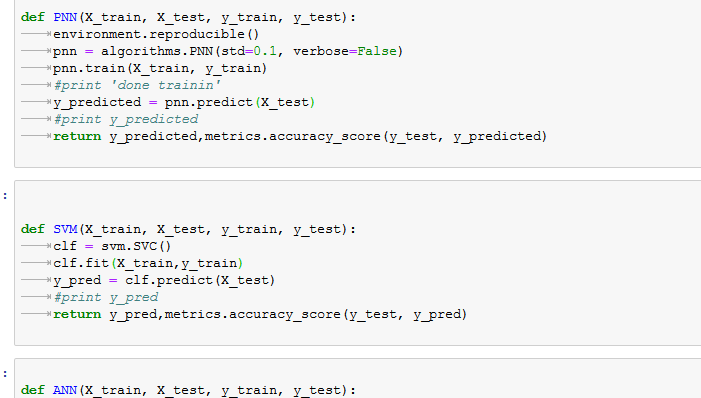 def PNN(X_train, X_test, y_train, y_test):
environment.reproducible()
pnn = algorithms.PNN(std=0.1, verbose=False)
pnn.train(X_train, y_train)
#print 'done trainin'
y_predicted = pnn.predict(X_test)
#print y_predicted
return y_predicted,metrics.accuracy_score(y_test, y_predicted)
:
def SVM(X_train, X_test, y_train, y_test):
clf = svm.SVC()
clf.fit(X_train,y_train)
y_pred = clf.predict(X_test)
#print y_pred
return y_pred,metrics.accuracy_score(y_test, y_pred)
:
def ANN(X_train, X_test, y_train, y_test):